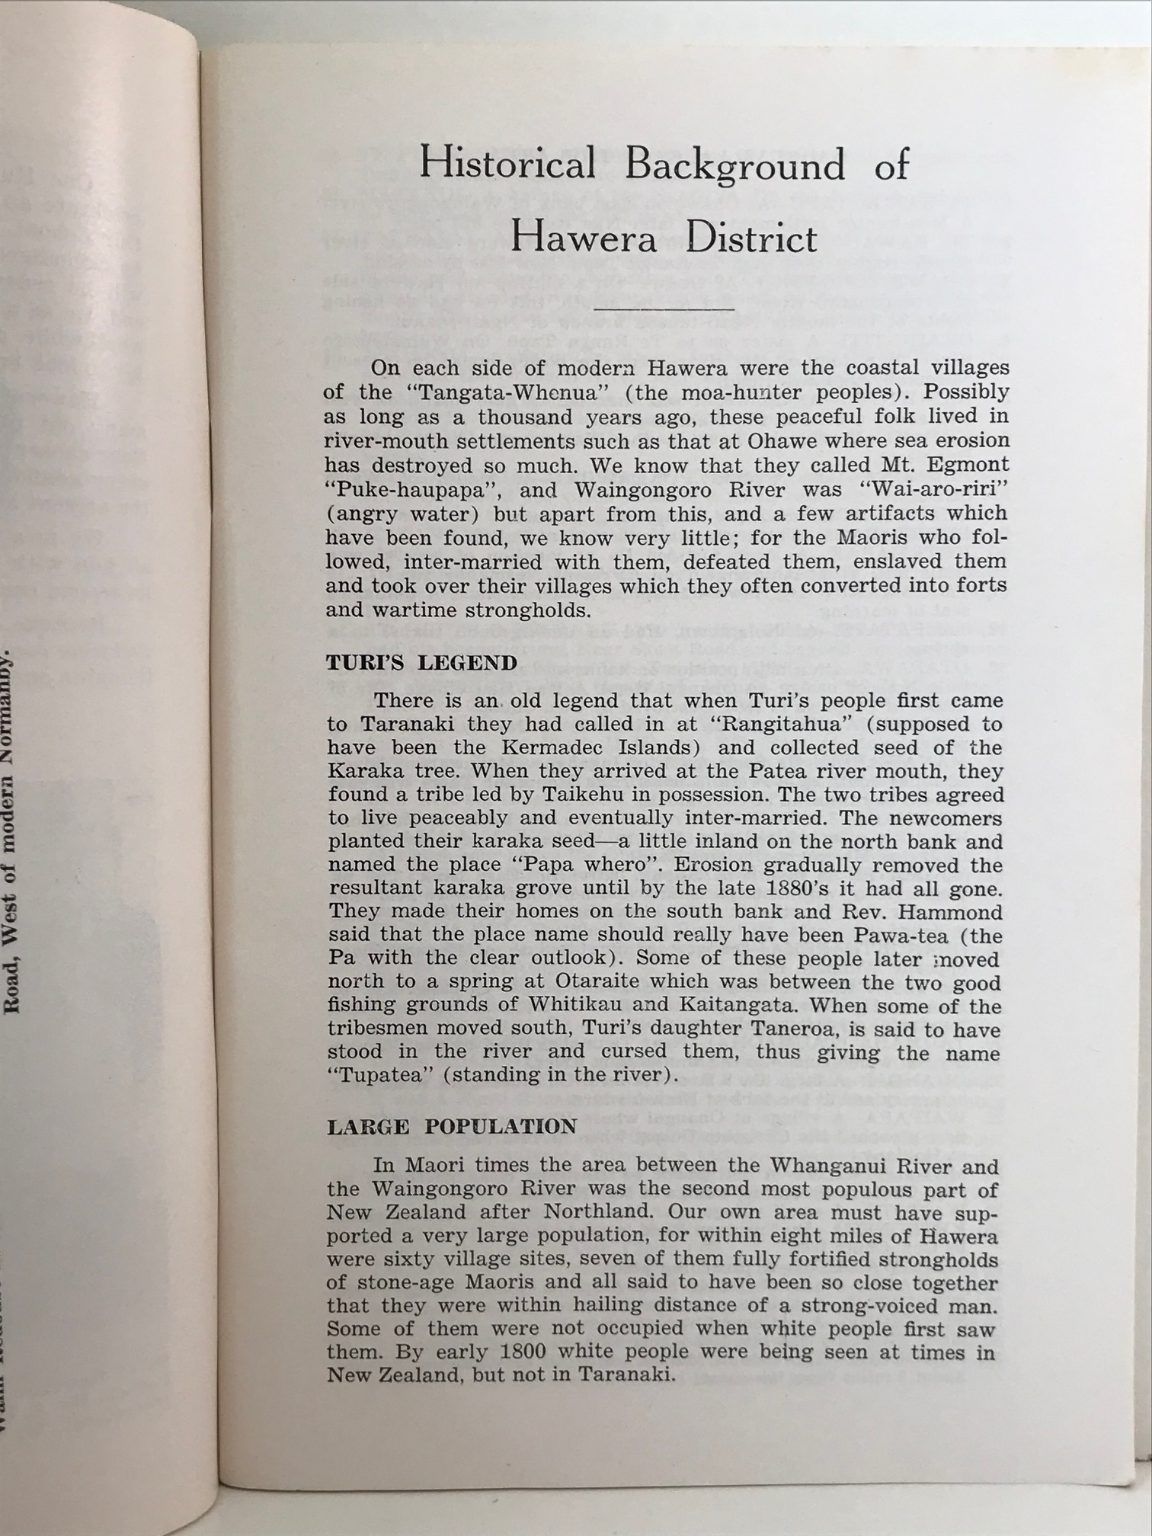 Road, West of modern Normanby.
Historical Background of
Hawera District
On each side of modern Hawera were the coastal villages
of the “Tangata-Whenua” (the moa-hunter peoples). Possibly
as long as a thousand years ago, these peaceful folk lived in
river-mouth settlements such as that at Ohawe where sea erosion
has destroyed so much. We know that they called Mt. Egmont
“Puke-haupapa”, and Waingongoro River was “Wai-aro-riri”
(angry water) but apart from this, and a few artifacts which
have been found, we know very little; for the Maoris who fol-
lowed, inter-married with them, defeated them, enslaved them
and took over their villages which they often converted into forts
and wartime strongholds.
TURI’S LEGEND
There is an old legend that when Turi’s people first came
to Taranaki they had called in at “Rangitahua” (supposed to
have been the Kermadec Islands) and collected seed of the
Karaka tree. When they arrived at the Patea river mouth, they
found a tribe led by Taikehu in possession. The two tribes agreed
to live peaceably and eventually inter-married. The newcomers
planted their karaka seed—a little inland on the north bank and
named the place “Papa whero”. Erosion gradually removed the
resultant karaka grove until by the late 1880’s it had all gone.
They made their homes on the south bank and Rev. Hammond
said that the place name should really have been Pawa-tea (the
Pa with the clear outlook). Some of these people later moved
north to a spring at Otaraite which was between the two good
fishing grounds of Whitikau and Kaitangata. When some of the
tribesmen moved south, Turi’s daughter Taneroa, is said to have
stood in the river and cursed them, thus giving the name
“Tupatea” (standing in the river).
LARGE POPULATION
In Maori times the area between the Whanganui River and
the Waingongoro River was the second most populous part of
New Zealand after Northland. Our own area must have sup-
ported a very large population, for within eight miles of Hawera
were sixty village sites, seven of them fully fortified strongholds
of stone-age Maoris and all said to have been so close together
that they were within hailing distance of a strong-voiced man.
Some of them were not occupied when white people first saw
them. By early 1800 white people were being seen at times in
New Zealand, but not in Taranaki.